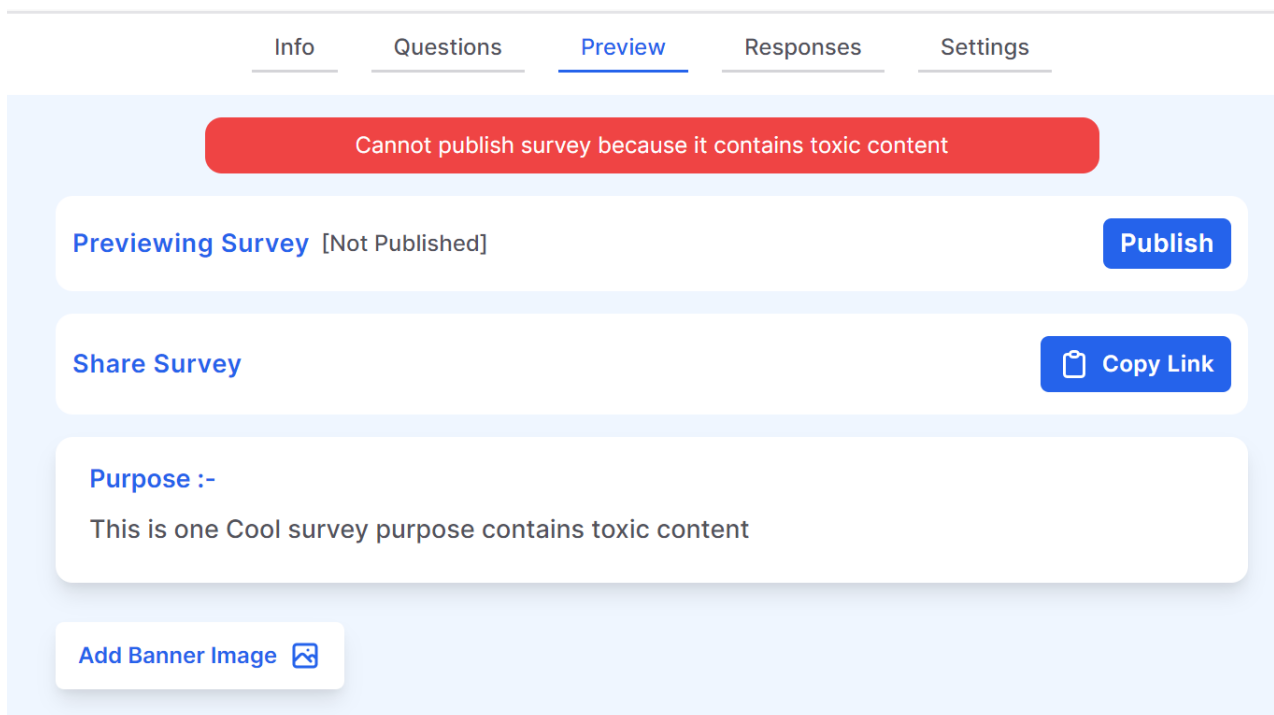 Info Questions Preview Responses Settings
Cannot publish survey because it contains toxic content
Previewing Survey [Not Published] Publish
Share Survey Copy Link
Purpose :-
This is one Cool survey purpose contains toxic content
Add Banner Image